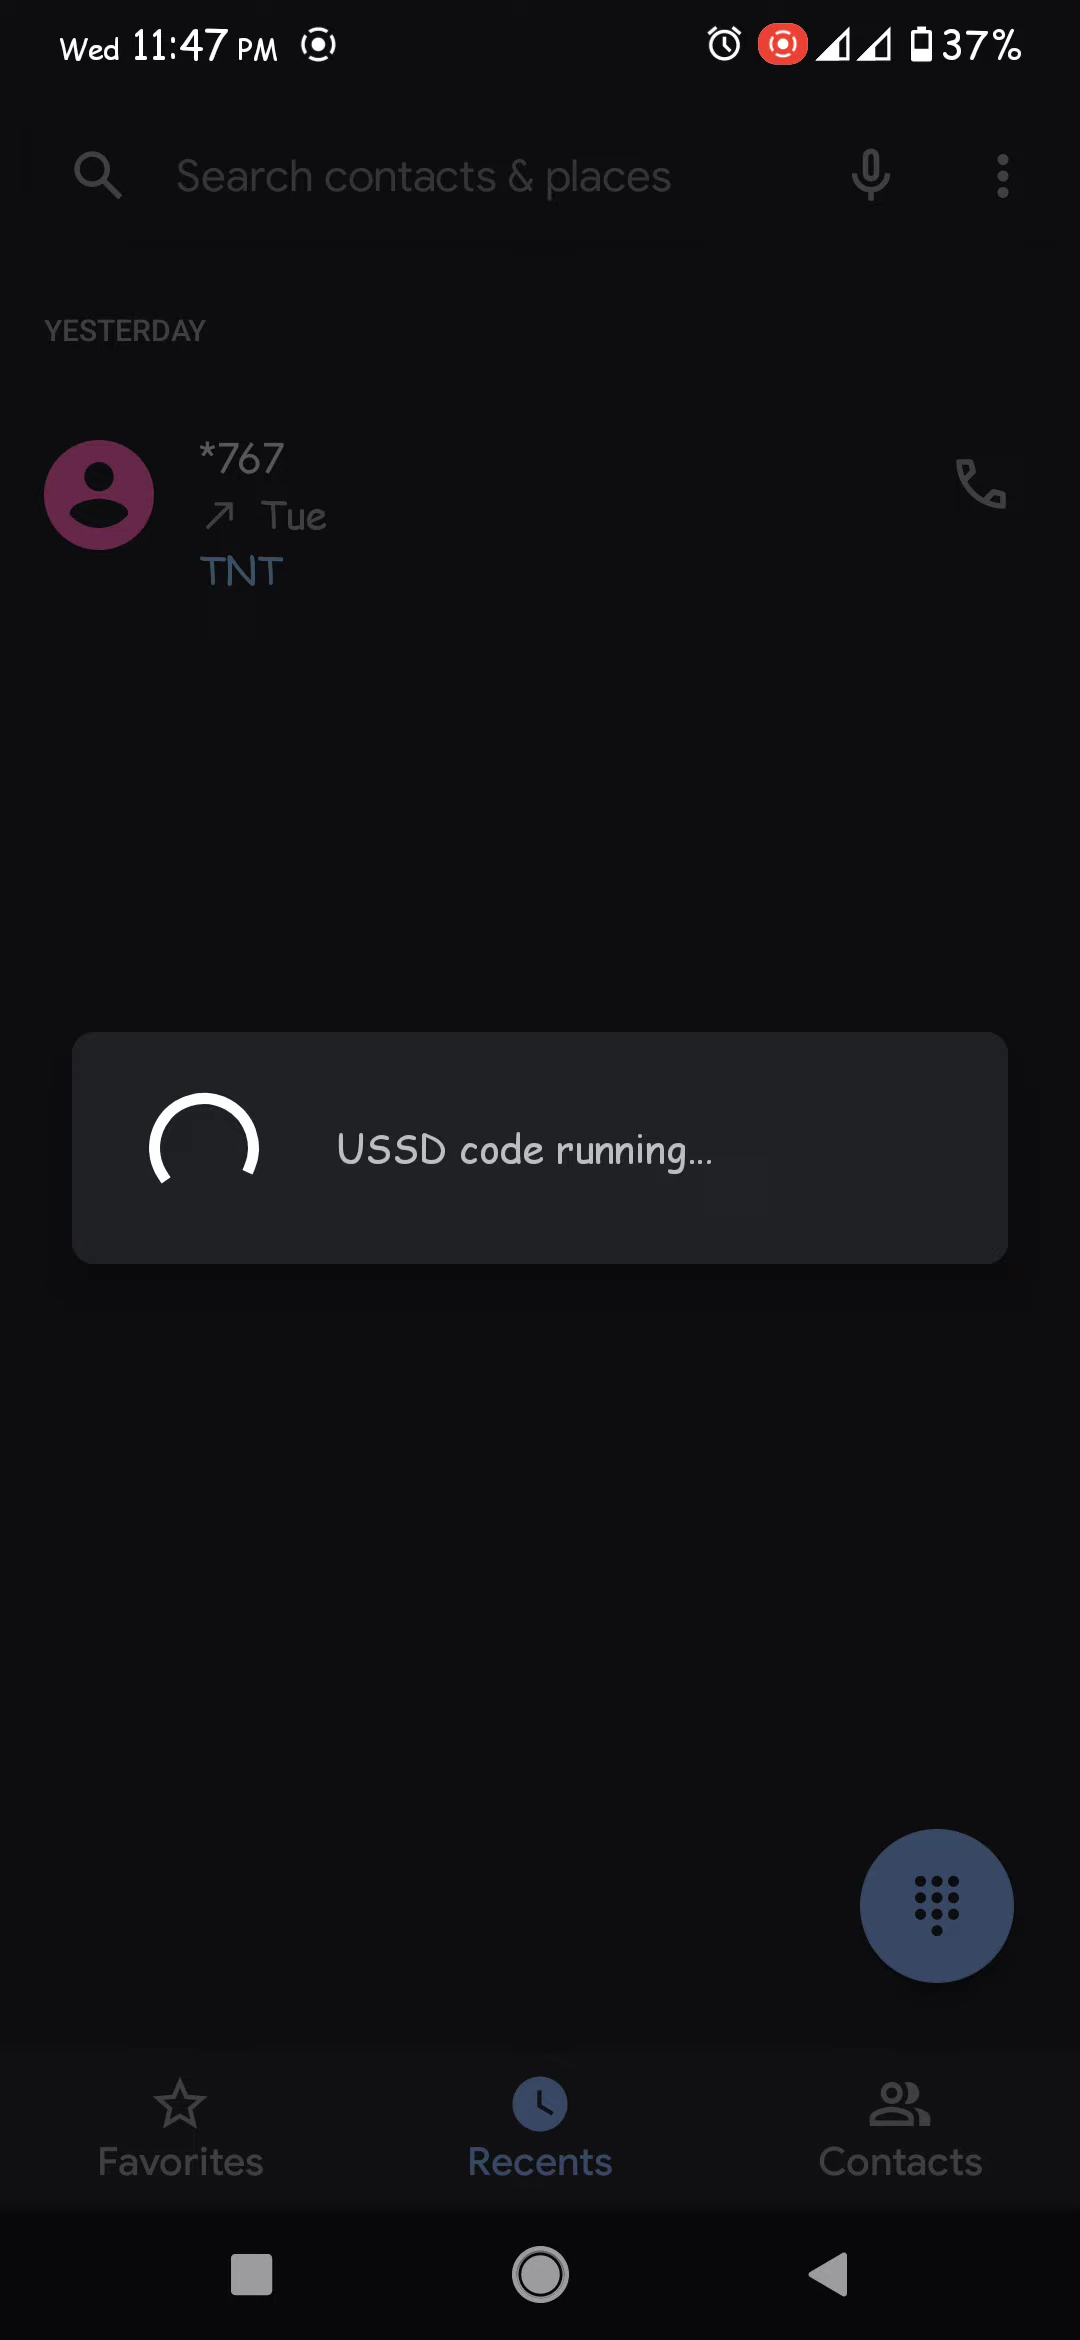 Wed 11:47 PM 37%
Search contacts & places
YESTERDAY
*767
Tue
TNT
USSD code running...
Favorites Recents Contacts